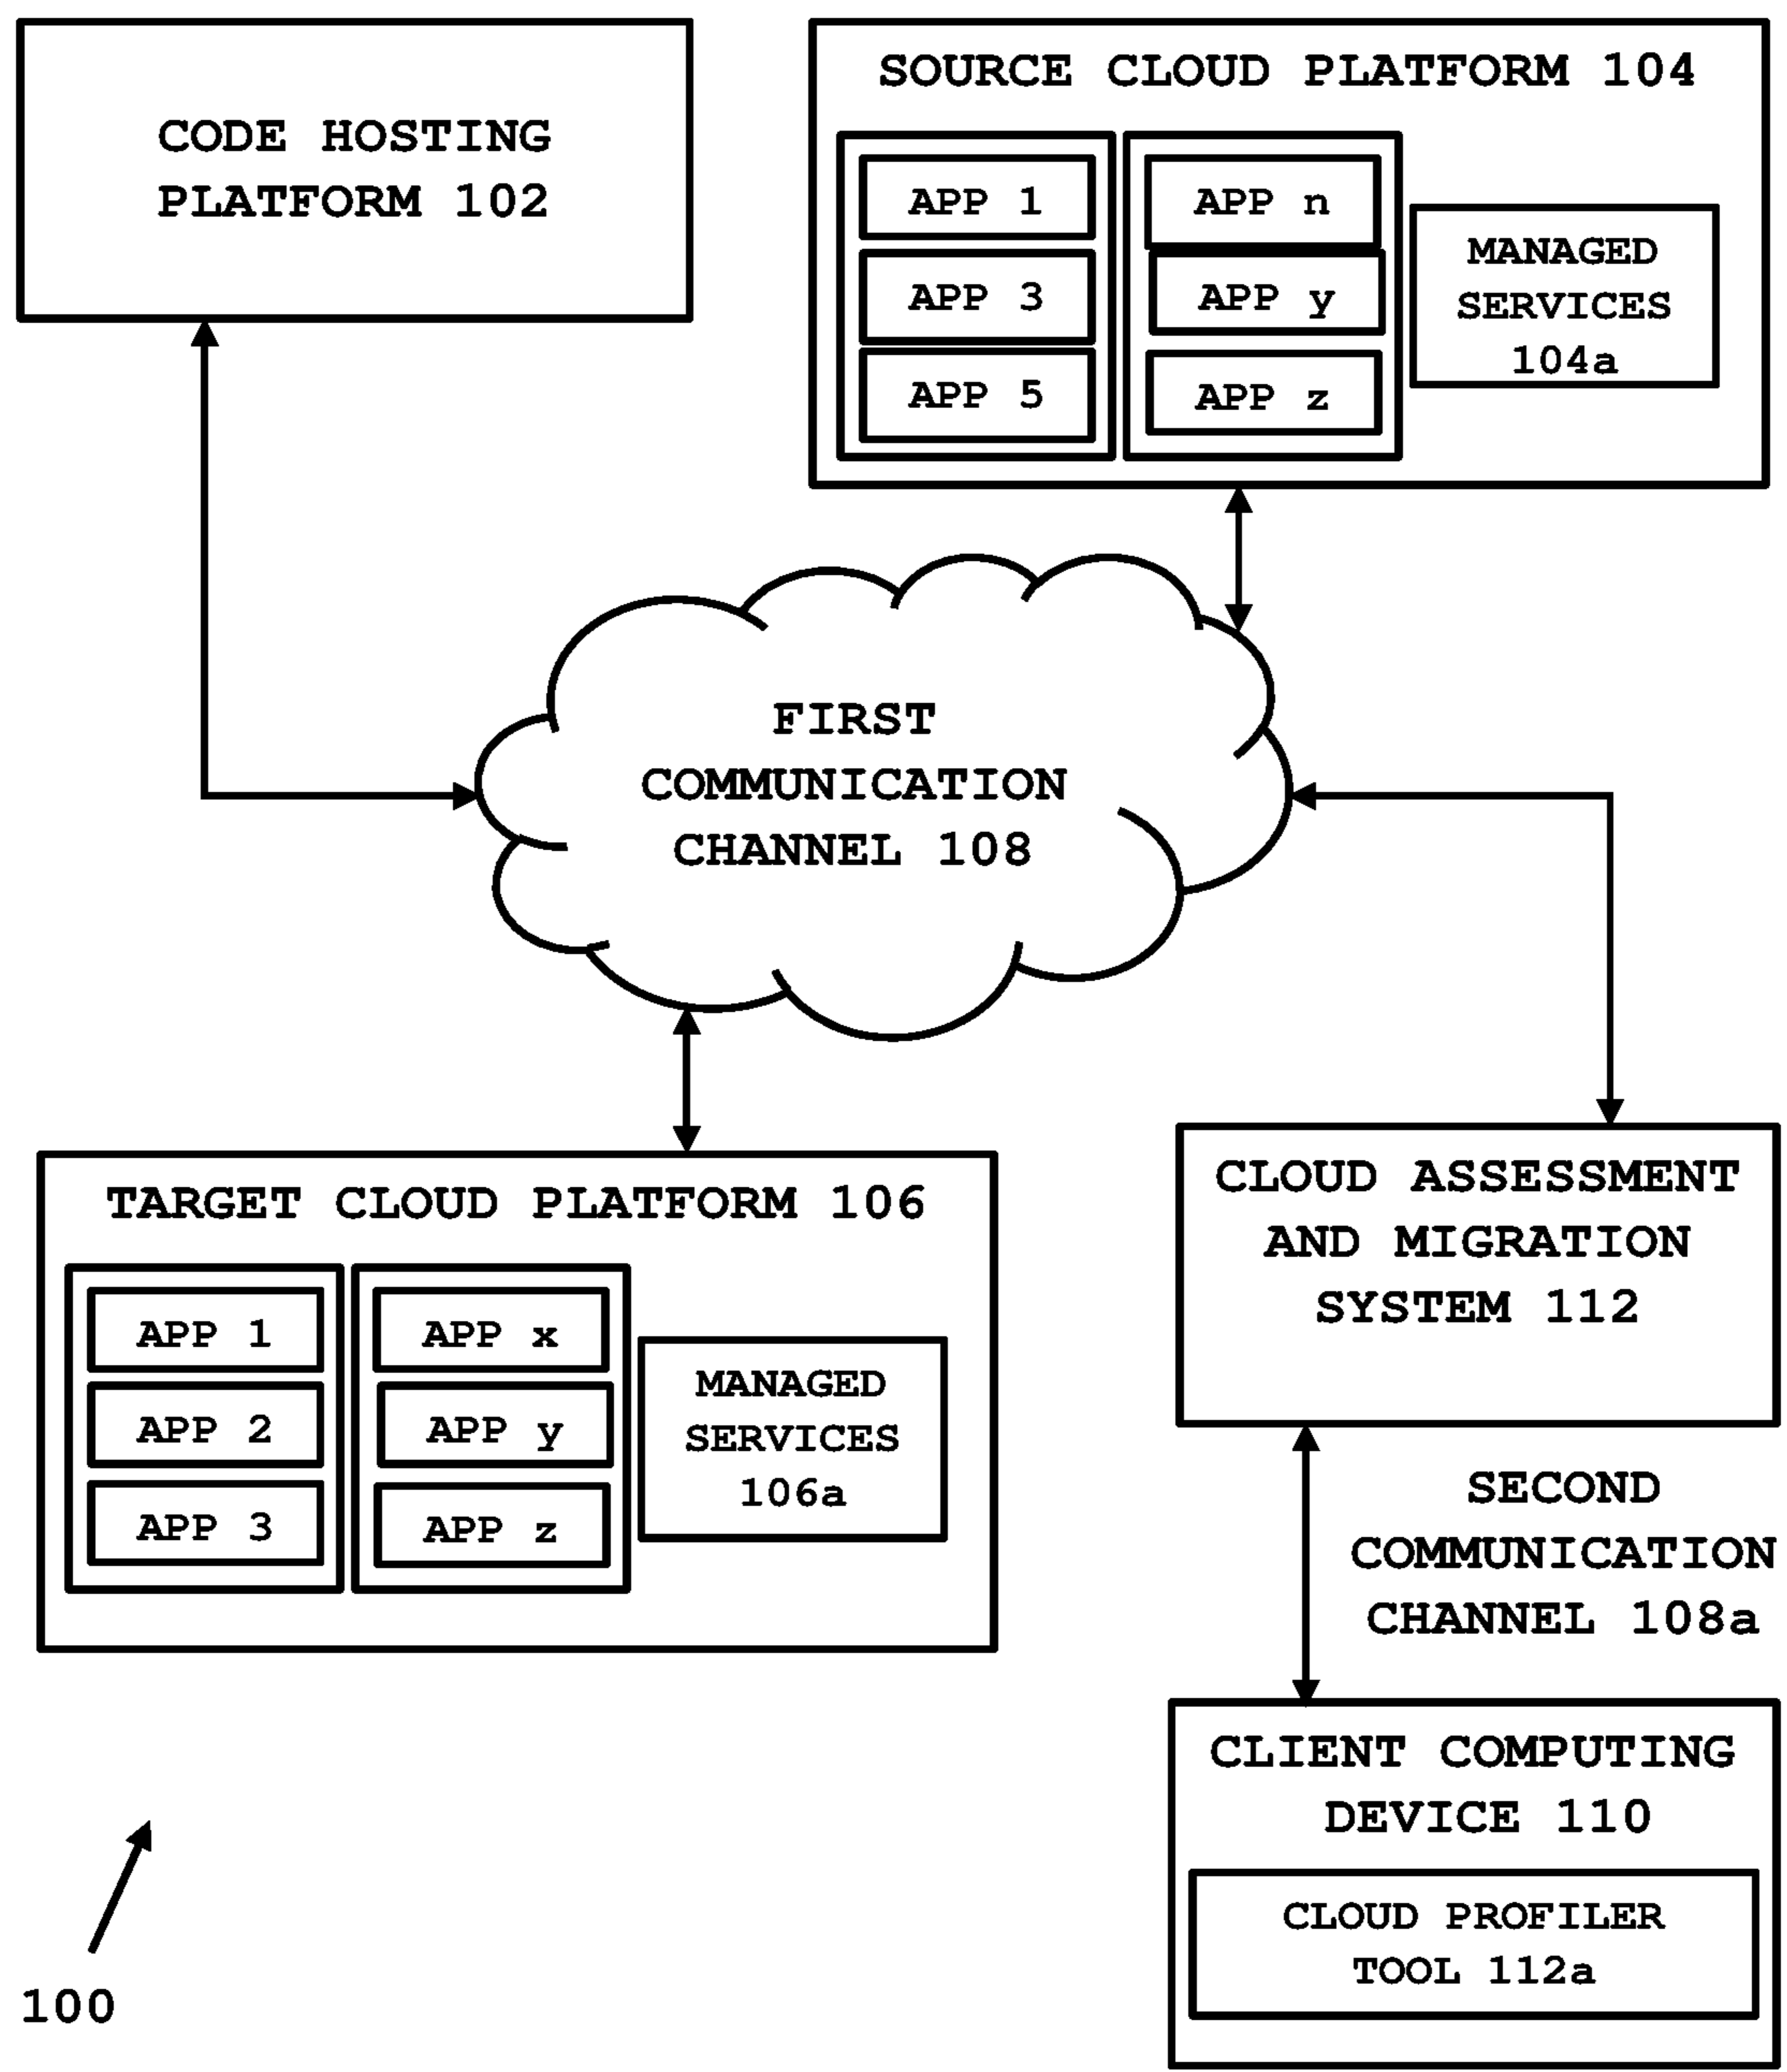 CODE HOSTING
PLATFORM 102
SOURCE CLOUD PLATFORM 104
APP 1
APP 3
APP 5
APP n
APP y
APP z
MANAGED
SERVICES
104a
FIRST
COMMUNICATION
CHANNEL 108
TARGET CLOUD PLATFORM 106
APP 1
APP 2
APP 3
APP x
APP y
APP z
MANAGED
SERVICES
106a
CLOUD ASSESSMENT
AND MIGRATION
SYSTEM 112
SECOND
COMMUNICATION
CHANNEL 108a
CLIENT COMPUTING
DEVICE 110
CLOUD PROFILER
TOOL 112a
100